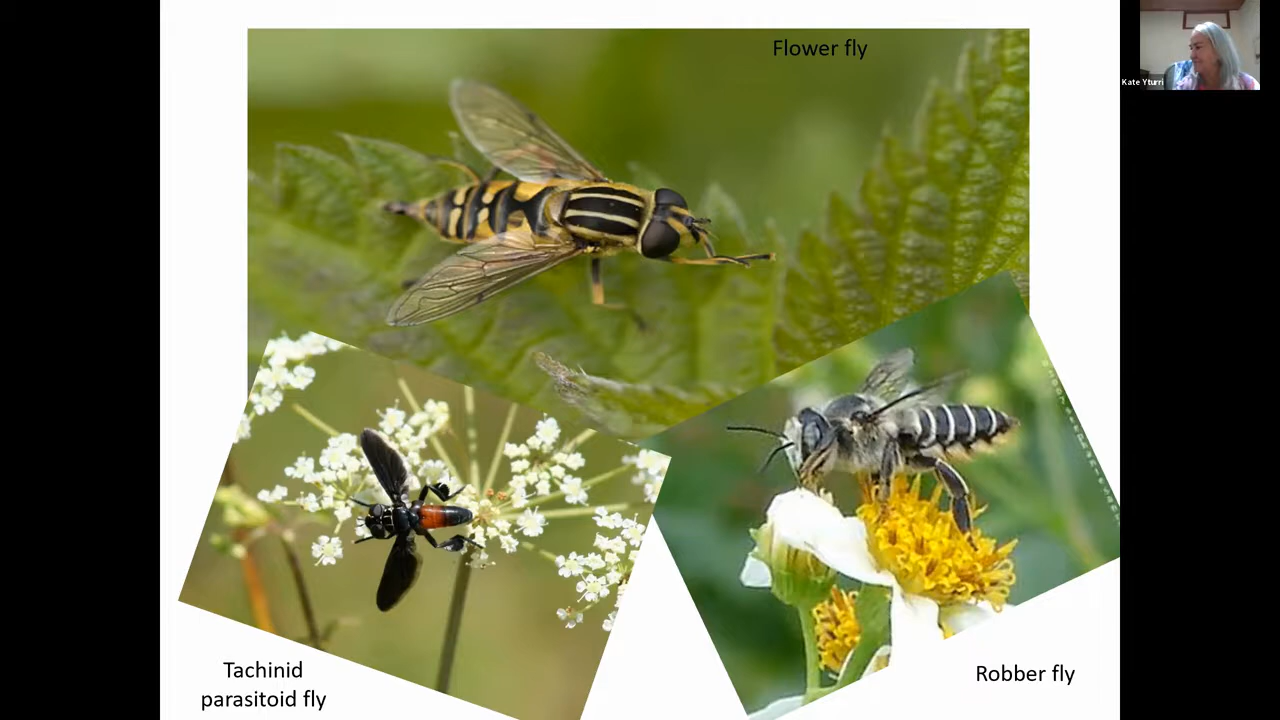 Flower fly
Kate Yturri
Tachinid
parasitoid fly
Robber fly